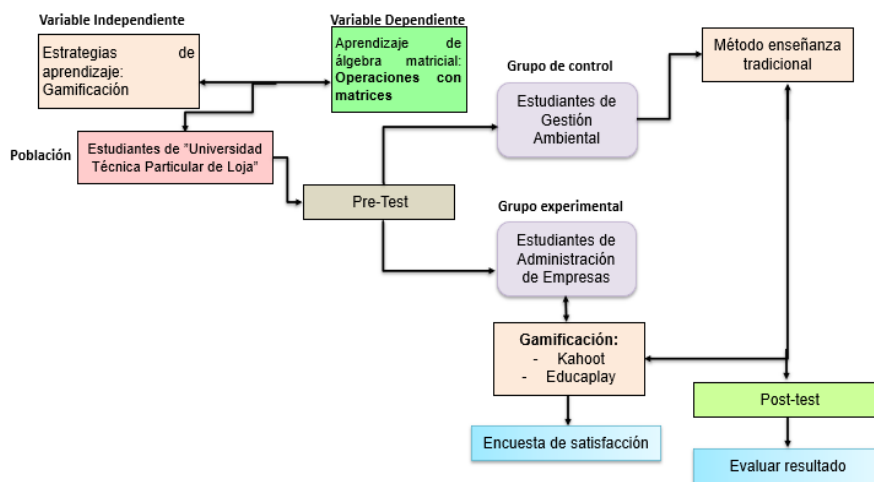 Variable Independiente
Estrategias de
aprendizaje:
Gamificación
Variable Dependiente
Aprendizaje de
álgebra matricial:
Operaciones con
matrices
Población
Estudiantes de "Universidad
Técnica Particular de Loja"
Pre-Test
Grupo de control
Estudiantes de
Gestión
Ambiental
Método enseñanza
tradicional
Grupo experimental
Estudiantes de
Administración
de Empresas
Gamificación:
- Kahoot
- Educaplay
Encuesta de satisfacción
Post-test
Evaluar resultado